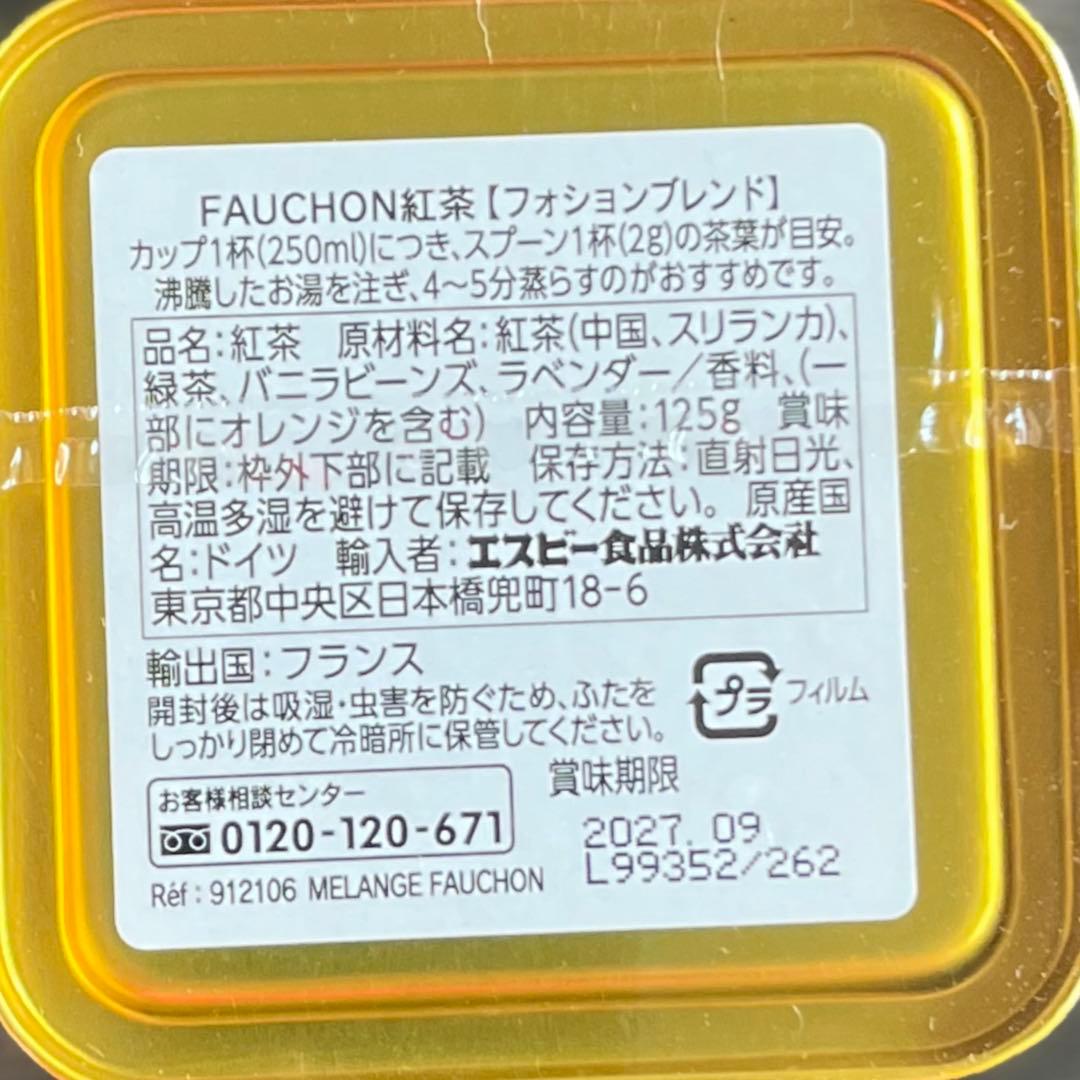 FAUCHON紅茶【フォションブレンド】
カップ1杯(250ml)につき、スプーン1杯(2g)の茶葉が目安。
沸騰したお湯を注ぎ、4〜5分蒸らすのがおすすめです。
品名:紅茶 原材料名:紅茶(中国、スリランカ)、
緑茶、バニラビーンズ、ラベンダー/香料、(一
部にオレンジを含む) 内容量:125g 賞味
期限:枠外下部に記載 保存方法:直射日光、
高温多湿を避けて保存してください。 原産国
名:ドイツ 輸入者:エスビー食品株式会社
東京都中央区日本橋兜町18-6
輸出国:フランス
開封後は吸湿・虫害を防ぐため、ふたを
しっかり閉めて冷暗所に保管してください。
プラ フィルム
賞味期限
2027.09
L99352/262
お客様相談センター
0120-120-671
Réf : 912106 MELANGE FAUCHON